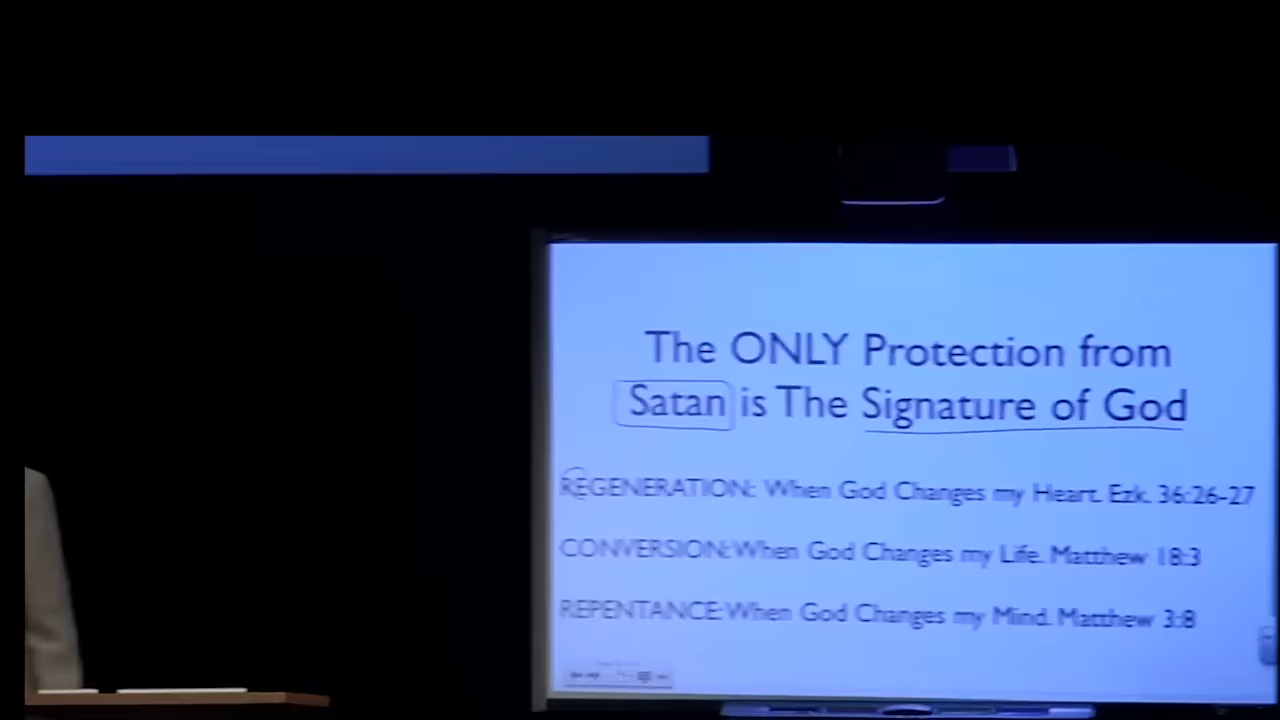 The ONLY Protection from
Satan is The Signature of God
REGENERATION: When God Changes my Heart. Ezk. 36:26-27
CONVERSION: When God Changes my Life. Matthew 18:3
REPENTANCE: When God Changes my Mind. Matthew 3:8